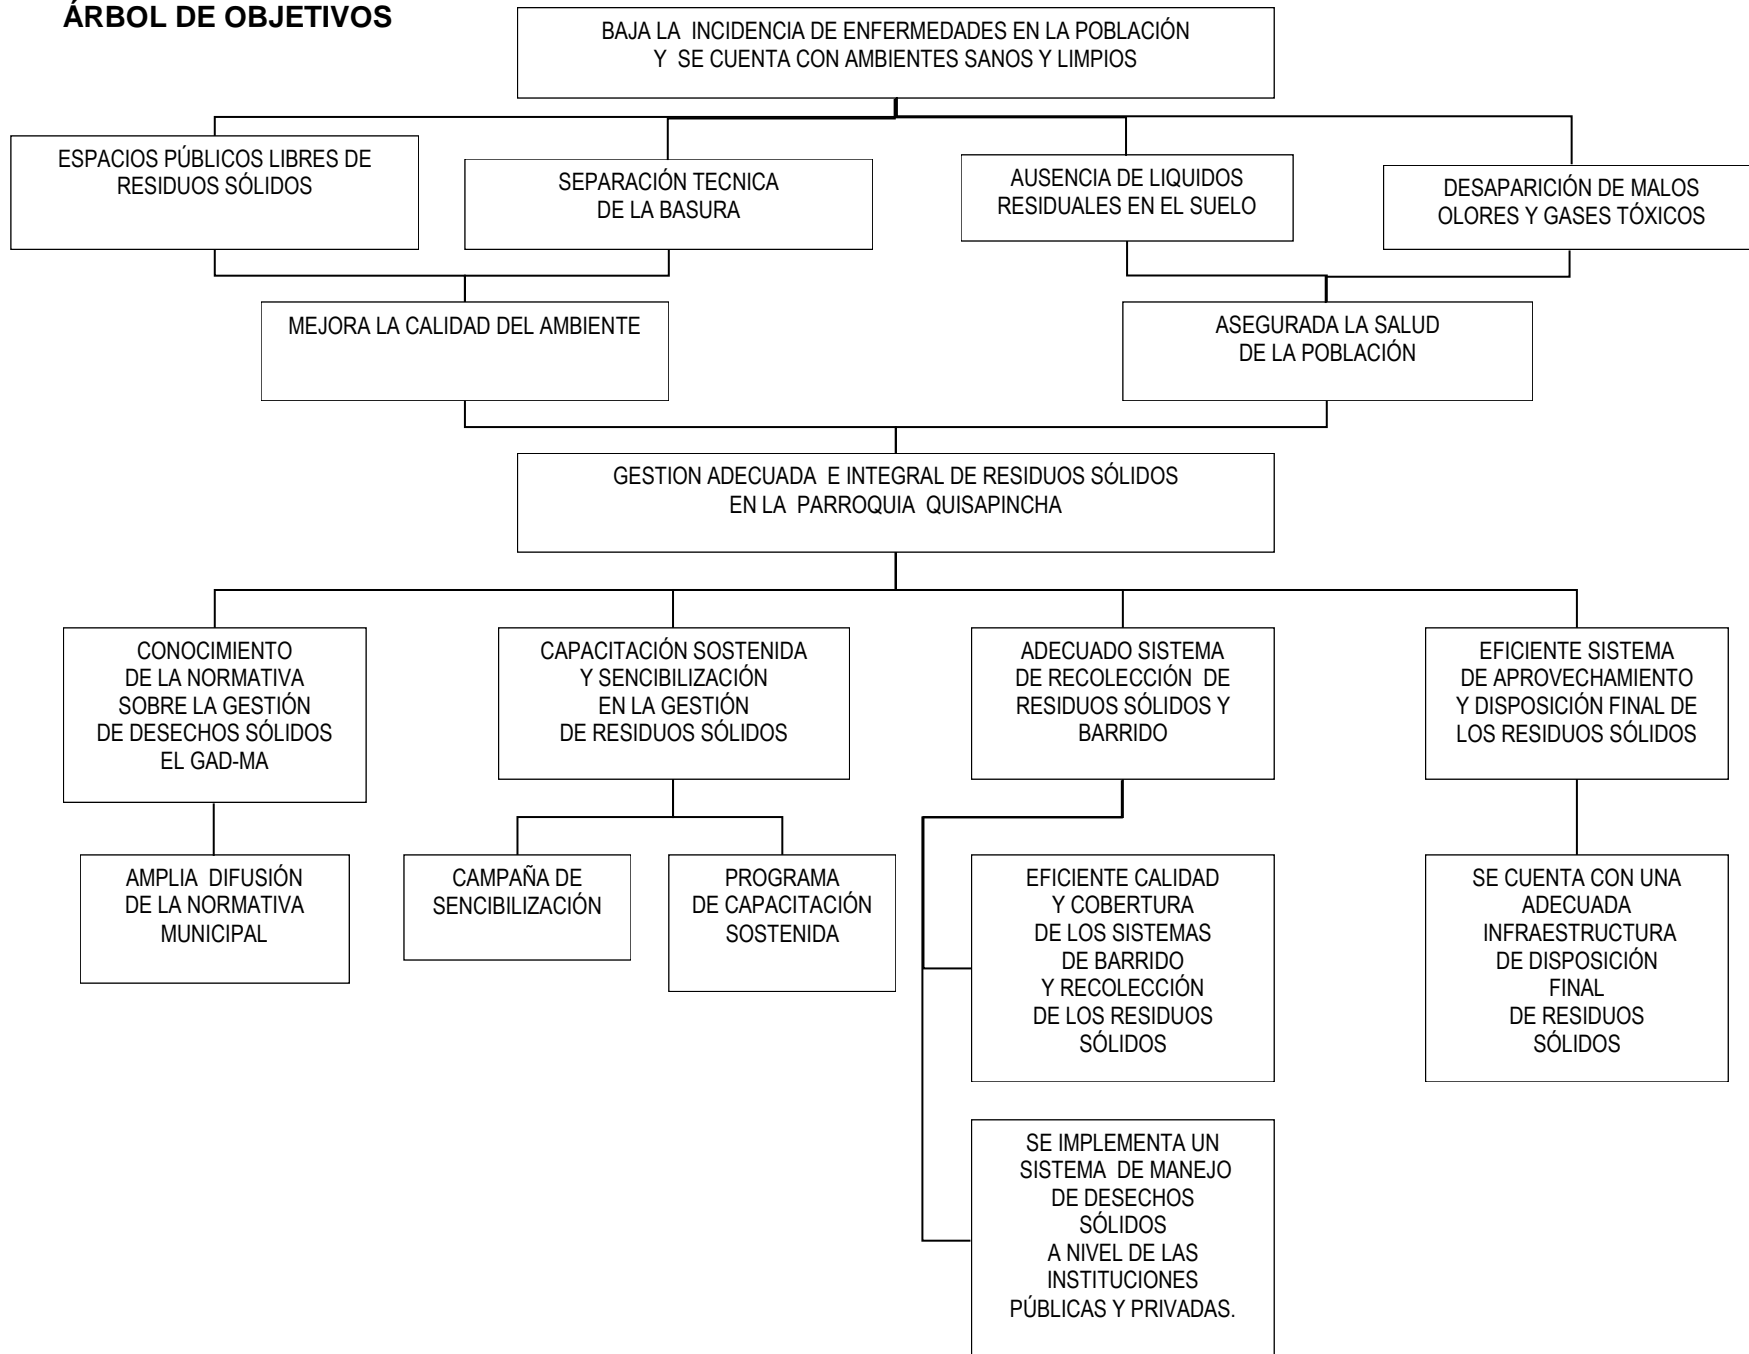 ÁRBOL DE OBJETIVOS
BAJA LA INCIDENCIA DE ENFERMEDADES EN LA POBLACIÓN
Y SE CUENTA CON AMBIENTES SANOS Y LIMPIOS
ESPACIOS PÚBLICOS LIBRES DE
RESIDUOS SÓLIDOS
SEPARACIÓN TECNICA
DE LA BASURA
AUSENCIA DE LIQUIDOS
RESIDUALES EN EL SUELO
DESAPARICIÓN DE MALOS
OLORES Y GASES TÓXICOS
MEJORA LA CALIDAD DEL AMBIENTE
ASEGURADA LA SALUD
DE LA POBLACIÓN
GESTION ADECUADA E INTEGRAL DE RESIDUOS SÓLIDOS
EN LA PARROQUIA QUISAPINCHA
CONOCIMIENTO
DE LA NORMATIVA
SOBRE LA GESTIÓN
DE DESECHOS SÓLIDOS
EL GAD-MA
CAPACITACIÓN SOSTENIDA
Y SENCIBILIZACIÓN
EN LA GESTIÓN
DE RESIDUOS SÓLIDOS
ADECUADO SISTEMA
DE RECOLECCIÓN DE
RESIDUOS SÓLIDOS Y
BARRIDO
EFICIENTE SISTEMA
DE APROVECHAMIENTO
Y DISPOSICIÓN FINAL DE
LOS RESIDUOS SÓLIDOS
AMPLIA DIFUSIÓN
DE LA NORMATIVA
MUNICIPAL
CAMPAÑA DE
SENCIBILIZACIÓN
PROGRAMA
DE CAPACITACIÓN
SOSTENIDA
EFICIENTE CALIDAD
Y COBERTURA
DE LOS SISTEMAS
DE BARRIDO
Y RECOLECCIÓN
DE LOS RESIDUOS
SÓLIDOS
SE CUENTA CON UNA
ADECUADA
INFRAESTRUCTURA
DE DISPOSICIÓN
FINAL
DE RESIDUOS
SÓLIDOS
SE IMPLEMENTA UN
SISTEMA DE MANEJO
DE DESECHOS
SÓLIDOS
A NIVEL DE LAS
INSTITUCIONES
PÚBLICAS Y PRIVADAS.